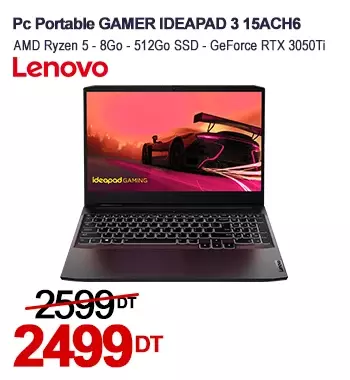 Pc Portable GAMER IDEAPAD 3 15ACH6
AMD Ryzen 5 - 8Go - 512Go SSD - GeForce RTX 3050Ti
Lenovo
ideapad GAMING
2599DT
2499DT